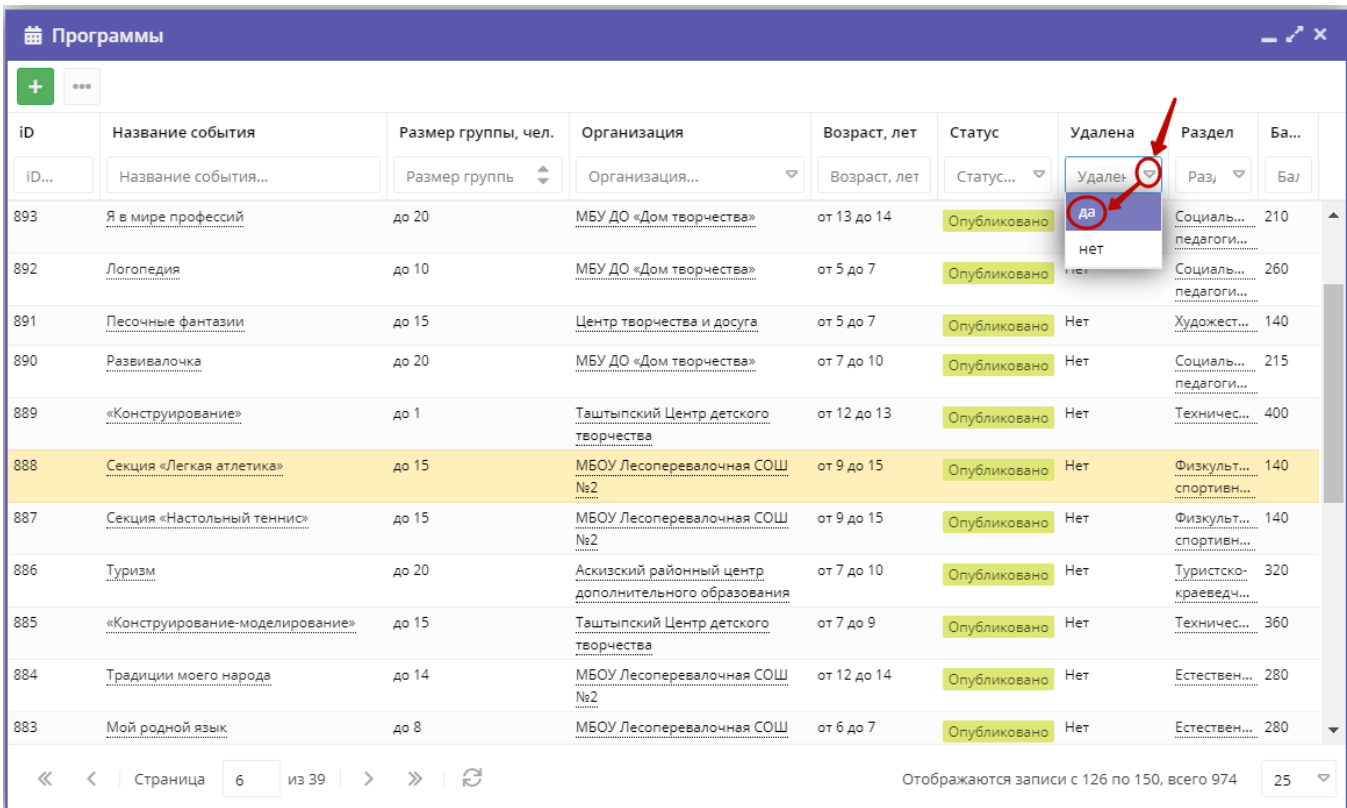 Программы
+ •••
iD Название события Размер группы, чел. Организация Возраст, лет Статус Удалена Раздел Ба...
iD... Название события... Размер группь Организация... Возраст, лет Статус... Удален Разд Бал
893 Я в мире профессий до 20 МБУ ДО «Дом творчества» от 13 до 14 Опубликовано да Социаль... 210
педагоги...
нет
892 Логопедия до 10 МБУ ДО «Дом творчества» от 5 до 7 Опубликовано Нет Социаль... 260
педагоги...
891 Песочные фантазии до 15 Центр творчества и досуга от 5 до 7 Опубликовано Нет Художест... 140
890 Развивалочка до 20 МБУ ДО «Дом творчества» от 7 до 10 Опубликовано Нет Социаль... 215
педагоги...
889 «Конструирование» до 1 Таштыпский Центр детского от 12 до 13 Опубликовано Нет Техничес... 400
творчества
888 Секция «Легкая атлетика» до 15 МБОУ Лесоперевалочная СОШ от 9 до 15 Опубликовано Нет Физкульт... 140
№2 спортивн...
887 Секция «Настольный теннис» до 15 МБОУ Лесоперевалочная СОШ от 9 до 15 Опубликовано Нет Физкульт... 140
№2 спортивн...
886 Туризм до 20 Аскизский районный центр от 7 до 10 Опубликовано Нет Туристско- 320
дополнительного образования краеведч...
885 «Конструирование-моделирование» до 15 Таштыпский Центр детского от 7 до 9 Опубликовано Нет Техничес... 360
творчества
884 Традиции моего народа до 14 МБОУ Лесоперевалочная СОШ от 12 до 14 Опубликовано Нет Естествен... 280
№2
883 Мой родной язык до 8 МБОУ Лесоперевалочная СОШ от 6 до 7 Опубликовано Нет Естествен... 280
Страница 6 из 39 Отображаются записи с 126 по 150, всего 974 25